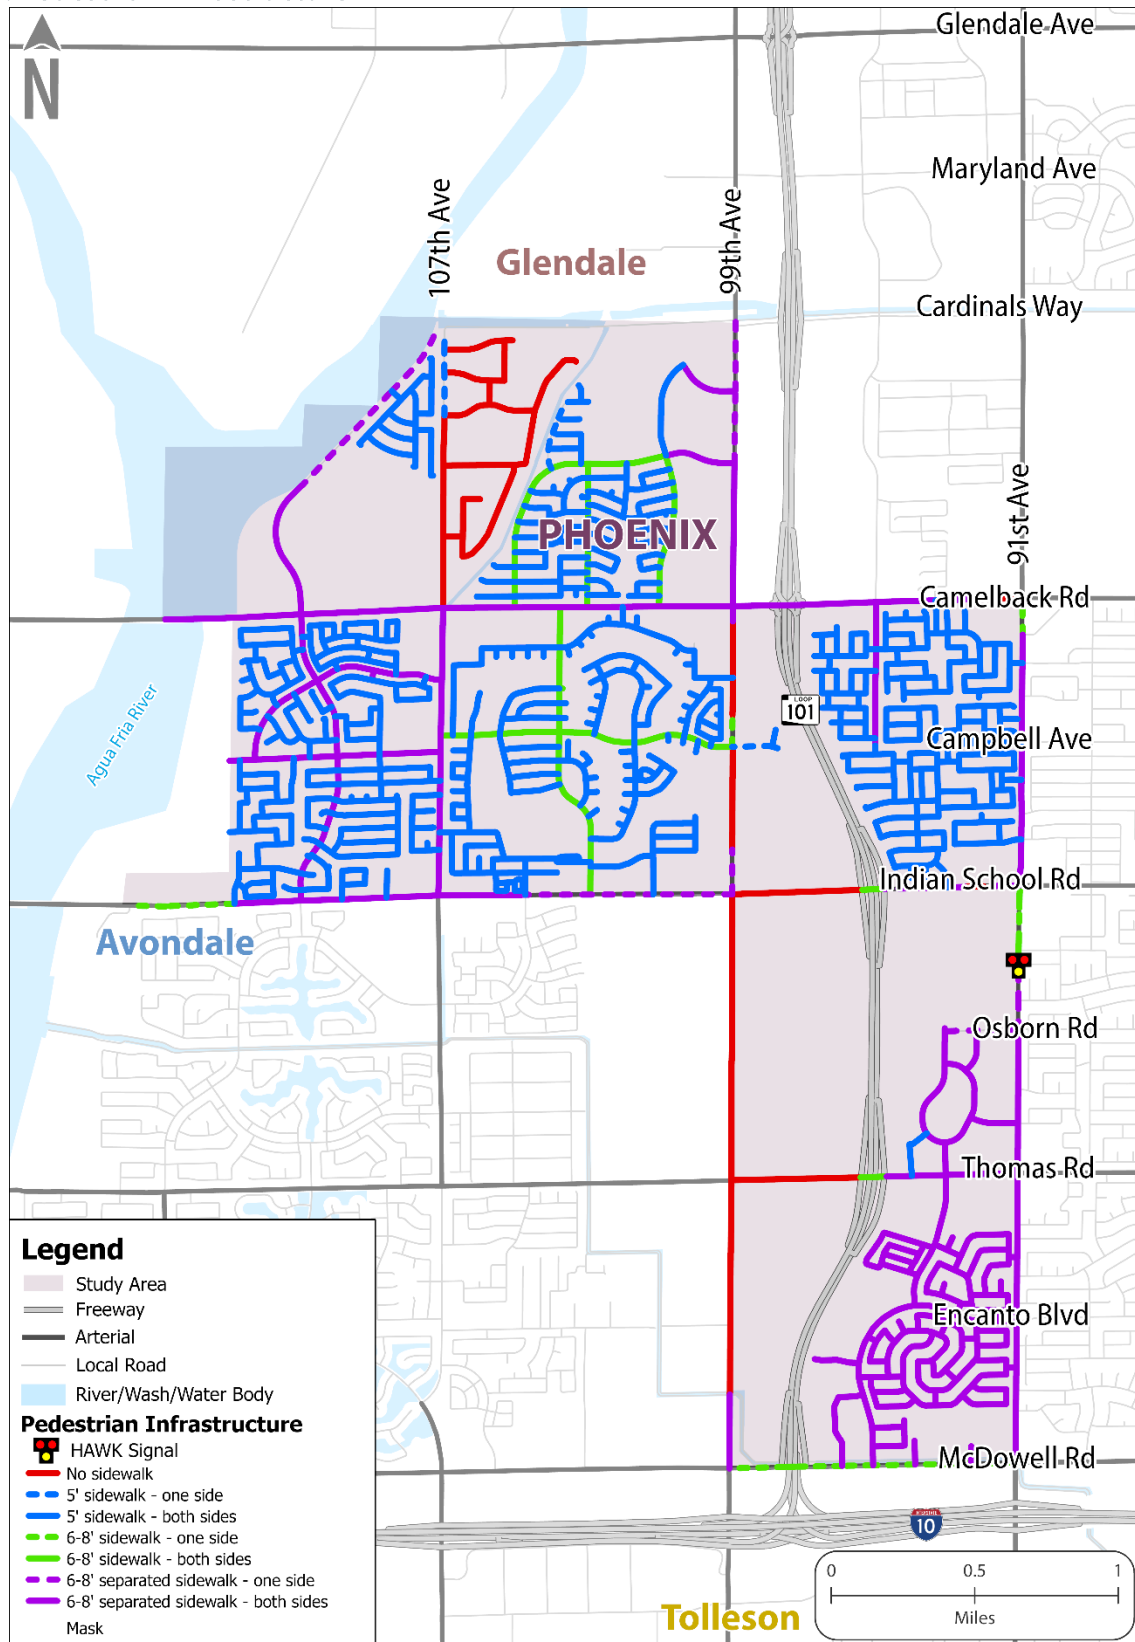 Glendale Ave
N
Maryland Ave
107th Ave
99th Ave
Glendale
Cardinals Way
91st Ave
PHOENIX
Camelback Rd
Agua Fria River
LOOP
101
Campbell Ave
Indian School Rd
Avondale
Osborn Rd
Thomas Rd
Encanto Blvd
McDowell Rd
10
Tolleson
Legend
Study Area
Freeway
Arterial
Local Road
River/Wash/Water Body
Pedestrian Infrastructure
HAWK Signal
No sidewalk
5' sidewalk - one side
5' sidewalk - both sides
6-8' sidewalk - one side
6-8' sidewalk - both sides
6-8' separated sidewalk - one side
6-8' separated sidewalk - both sides
Mask
0 0.5 1
Miles